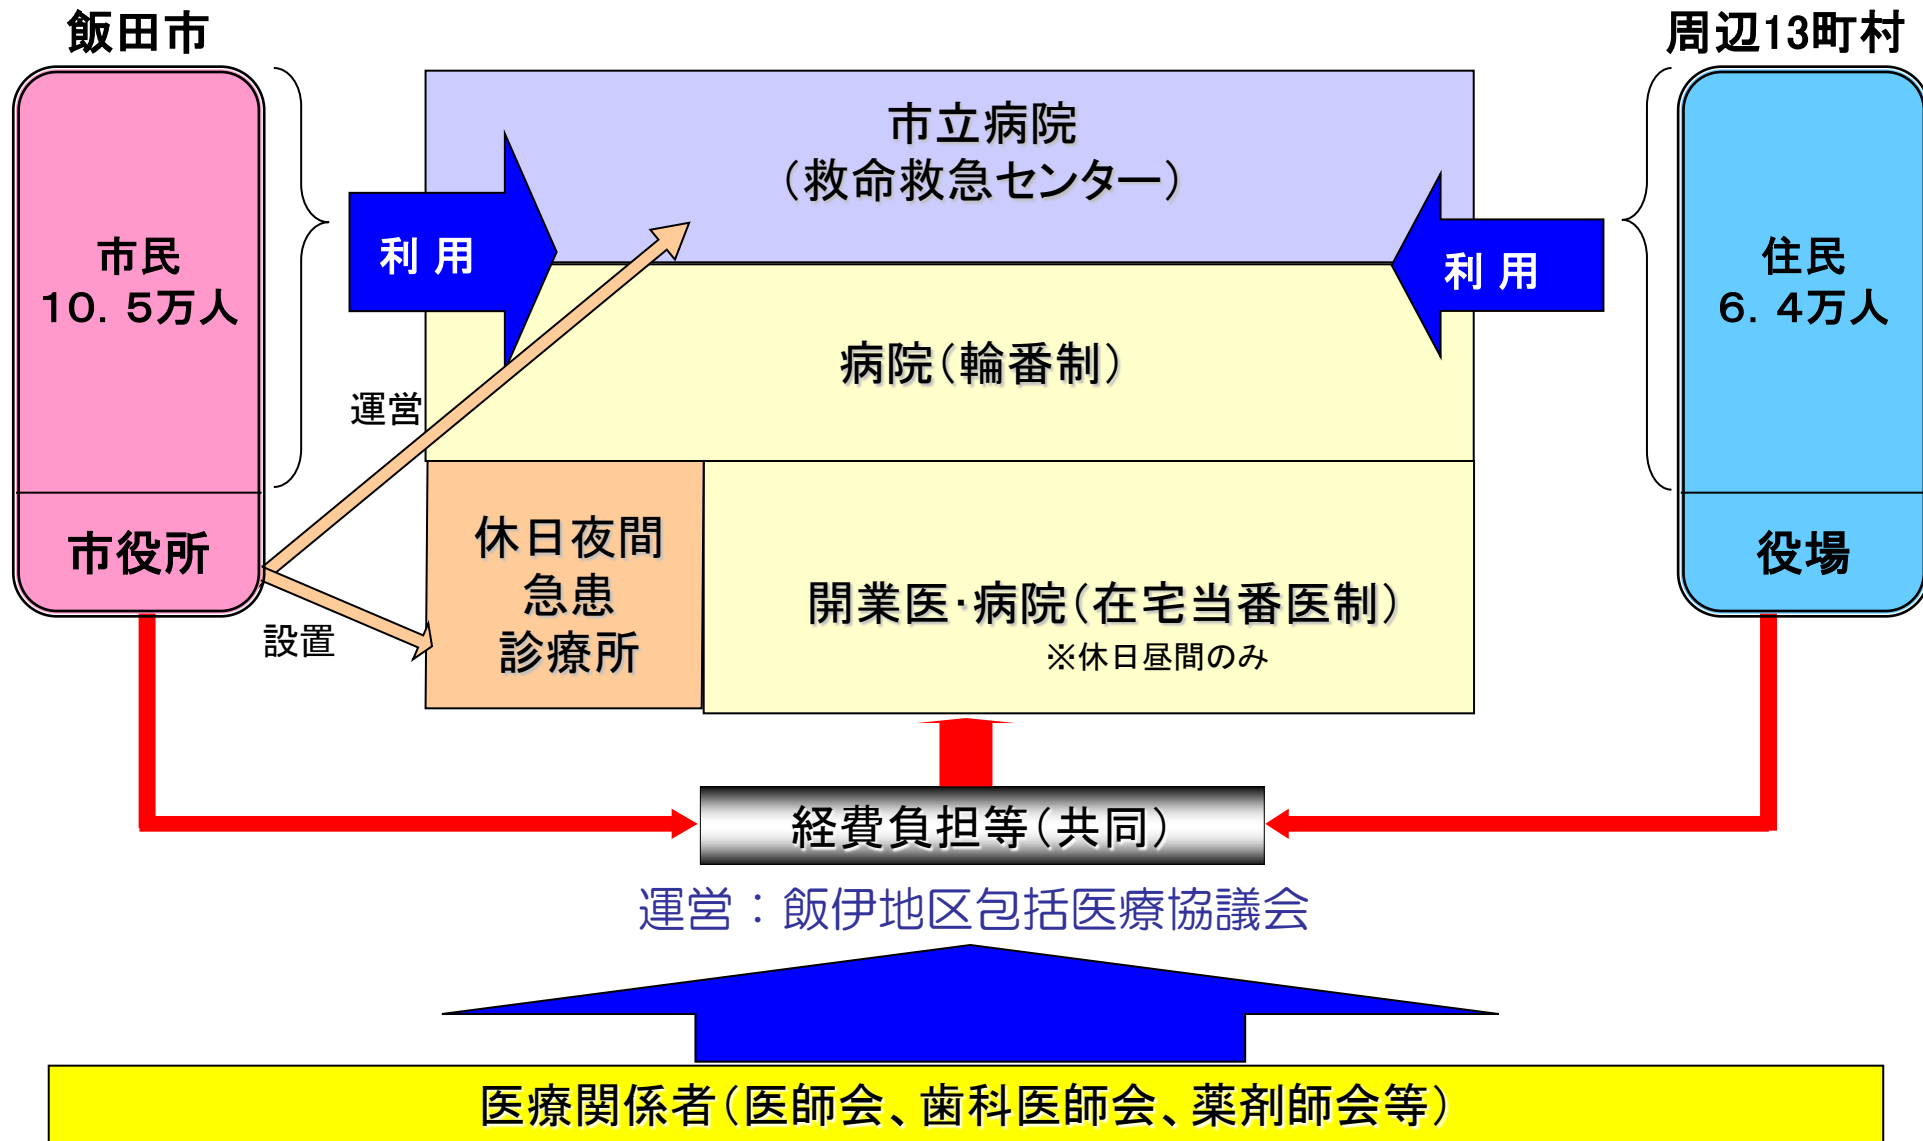 飯田市
周辺13町村
市立病院
（救命救急センター）
利 用
利 用
市民
10．5万人
住民
6．4万人
病院（輪番制）
運営
休日夜間
急患
診療所
市役所
役場
開業医・病院（在宅当番医制）
※休日昼間のみ
設置
経費負担等（共同）
運営：飯伊地区包括医療協議会
医療関係者（医師会、歯科医師会、薬剤師会等）